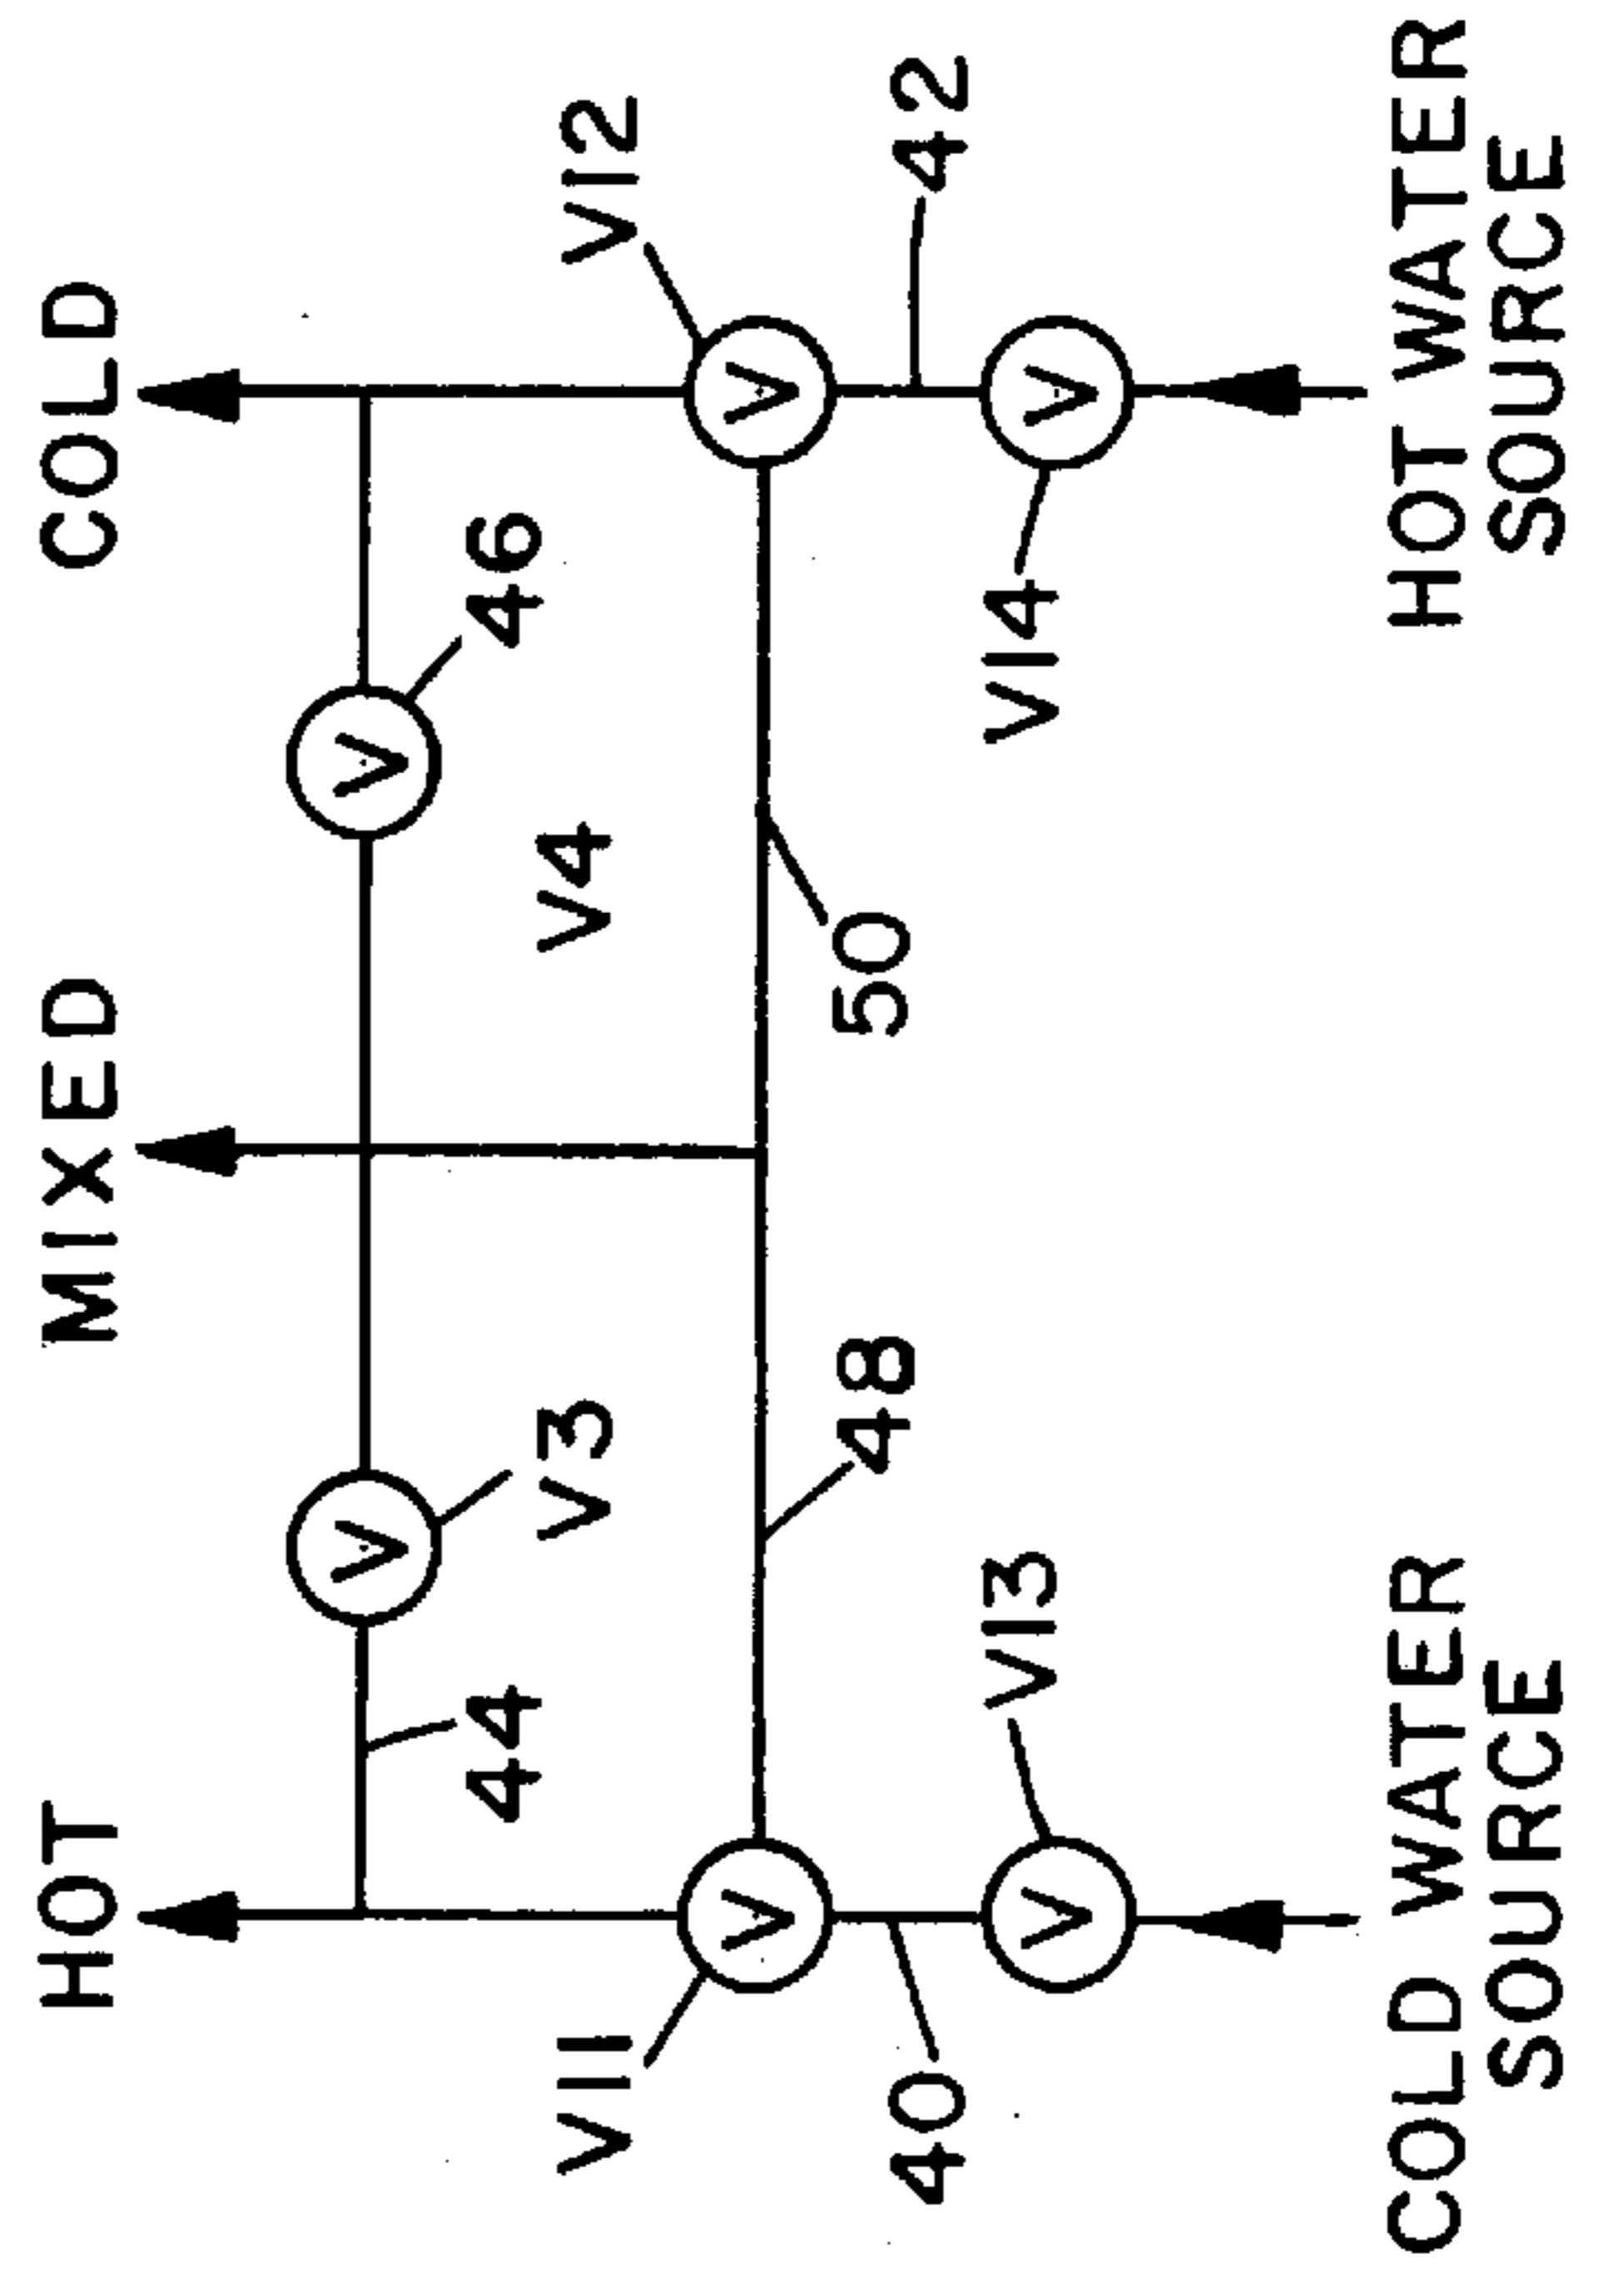 HOT
MIXED
COLD
V
V
44
46
V11
V3
V4
V12
V
V
48
50
40
42
V13
V14
V
V
COLD WATER
SOURCE
HOT WATER
SOURCE